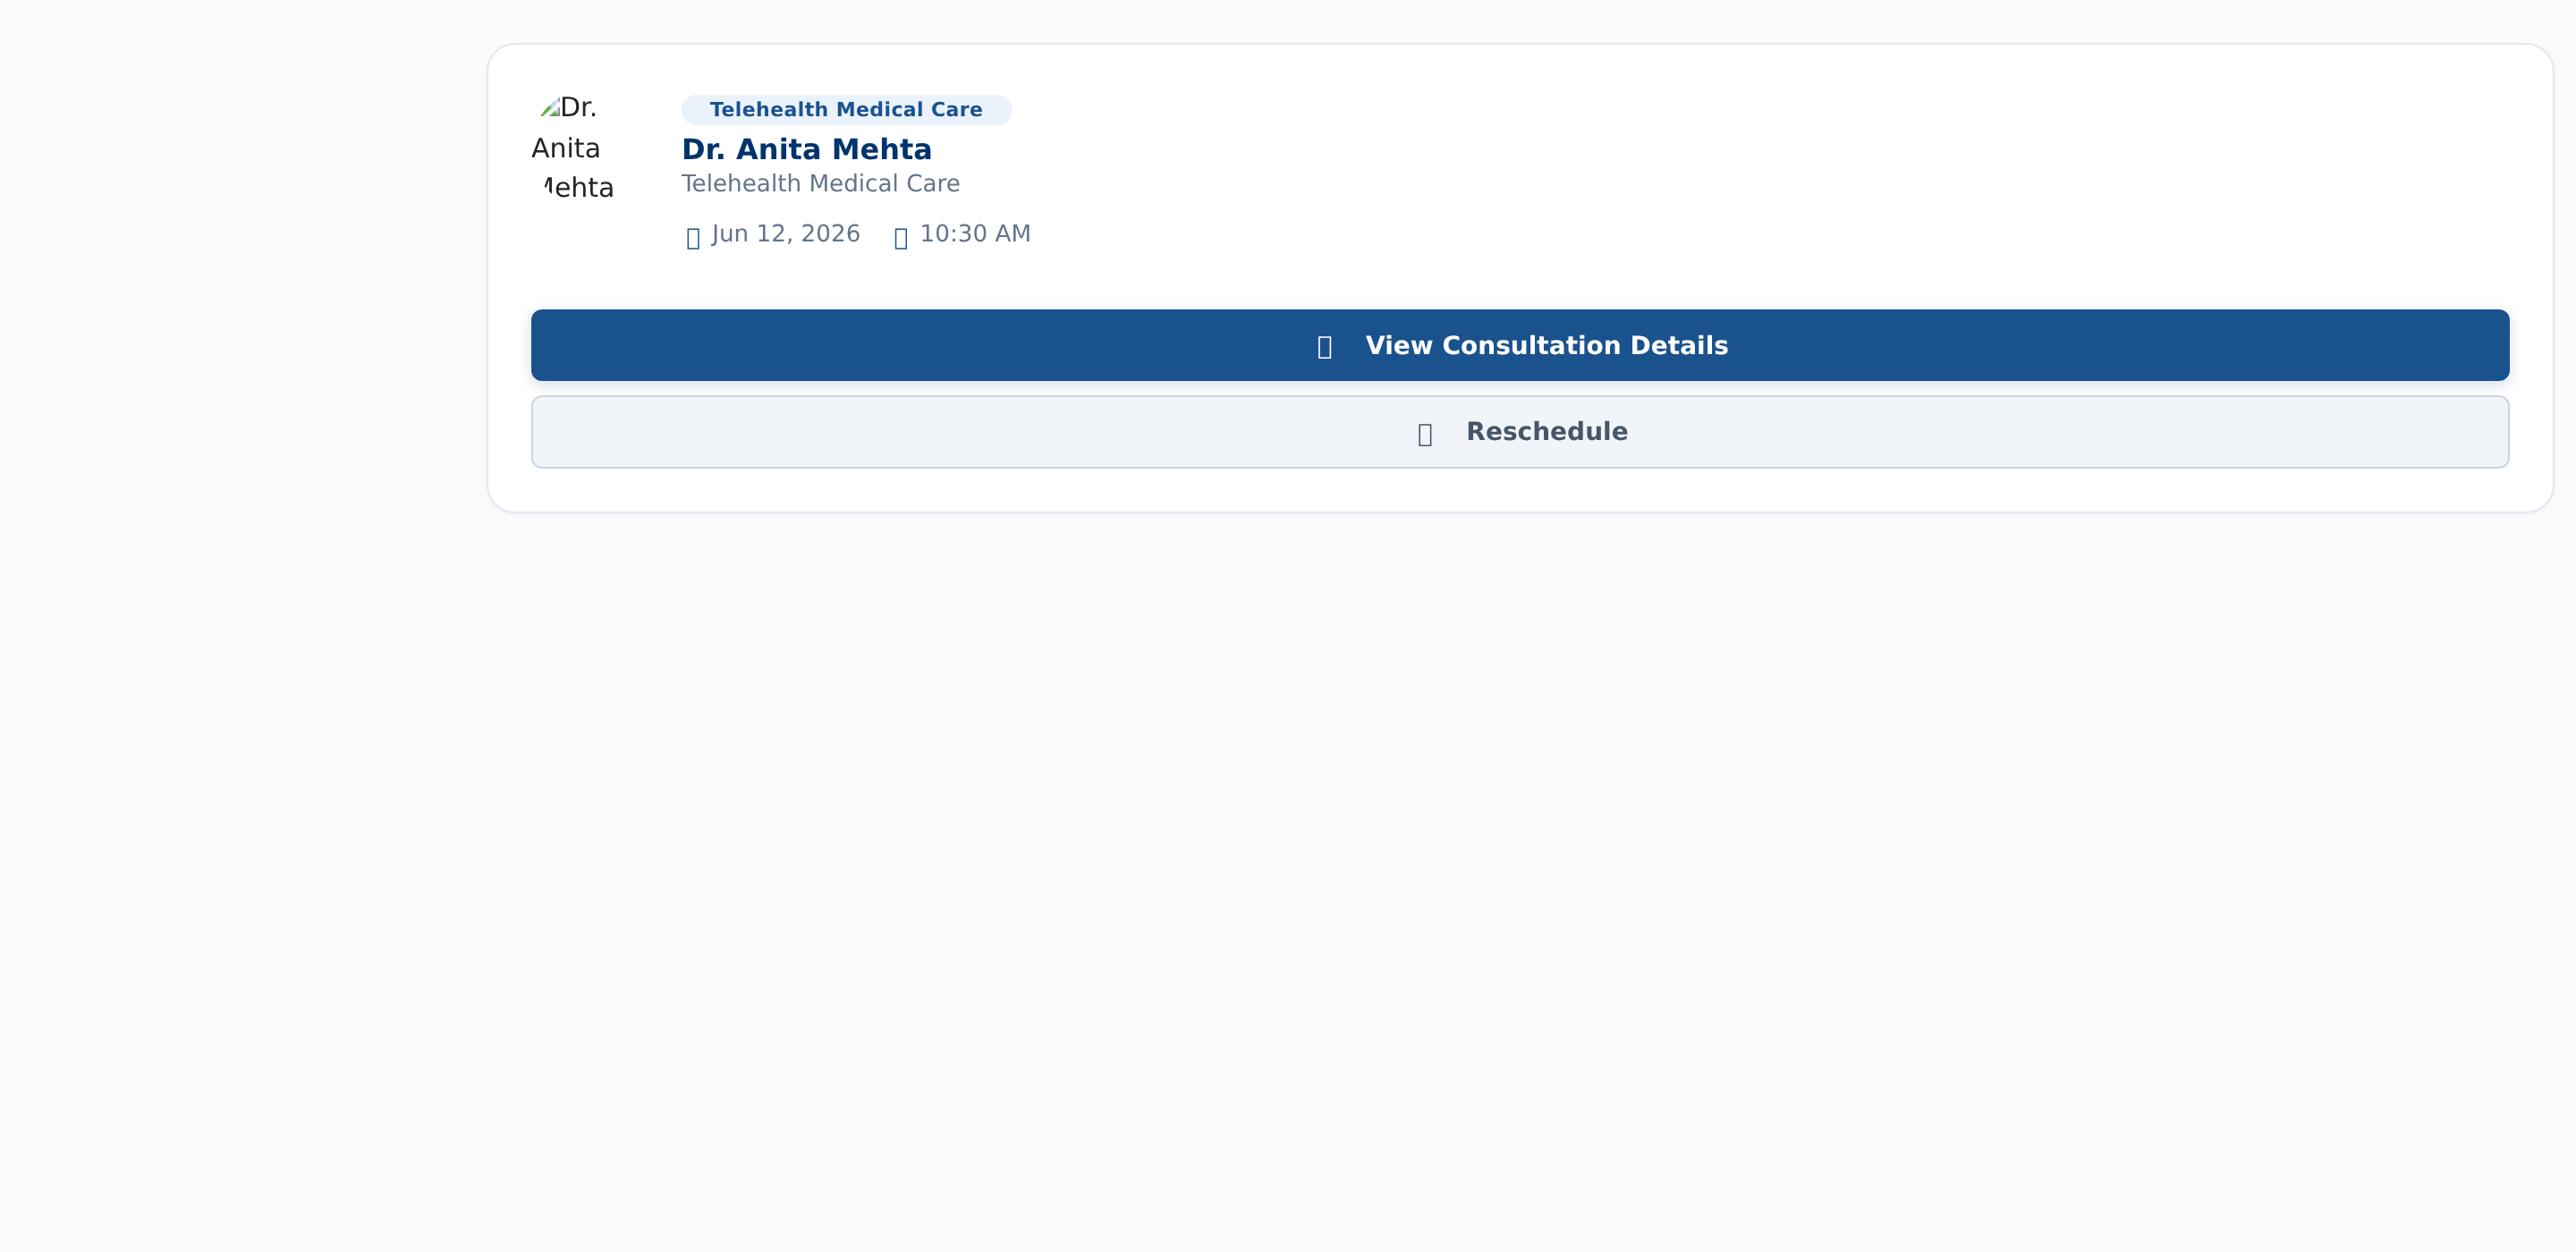 Dr.
Anita
Mehta
Telehealth Medical Care
Dr. Anita Mehta
Telehealth Medical Care
Jun 12, 2026 10:30 AM
View Consultation Details
Reschedule